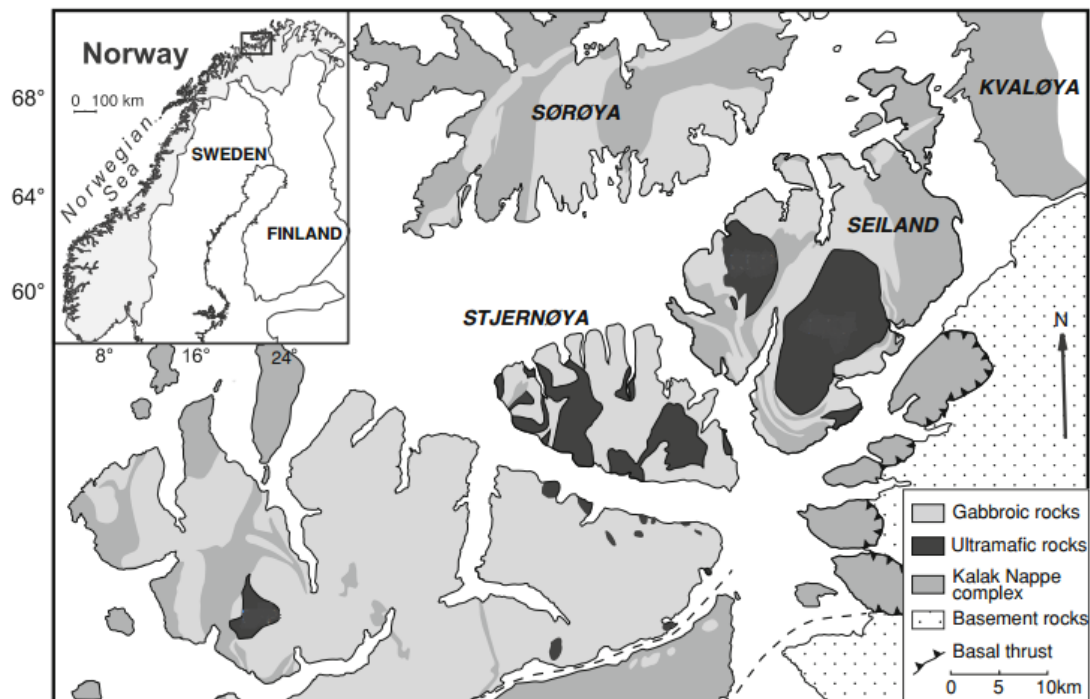 Norway
0 100 km
Norwegian
Sea
SWEDEN
FINLAND
68°
64°
60°
8°
16°
24°
SØRØYA
KVALØYA
SEILAND
STJERNØYA
N
Gabbroic rocks
Ultramafic rocks
Kalak Nappe
complex
Basement rocks
Basal thrust
0 5 10km